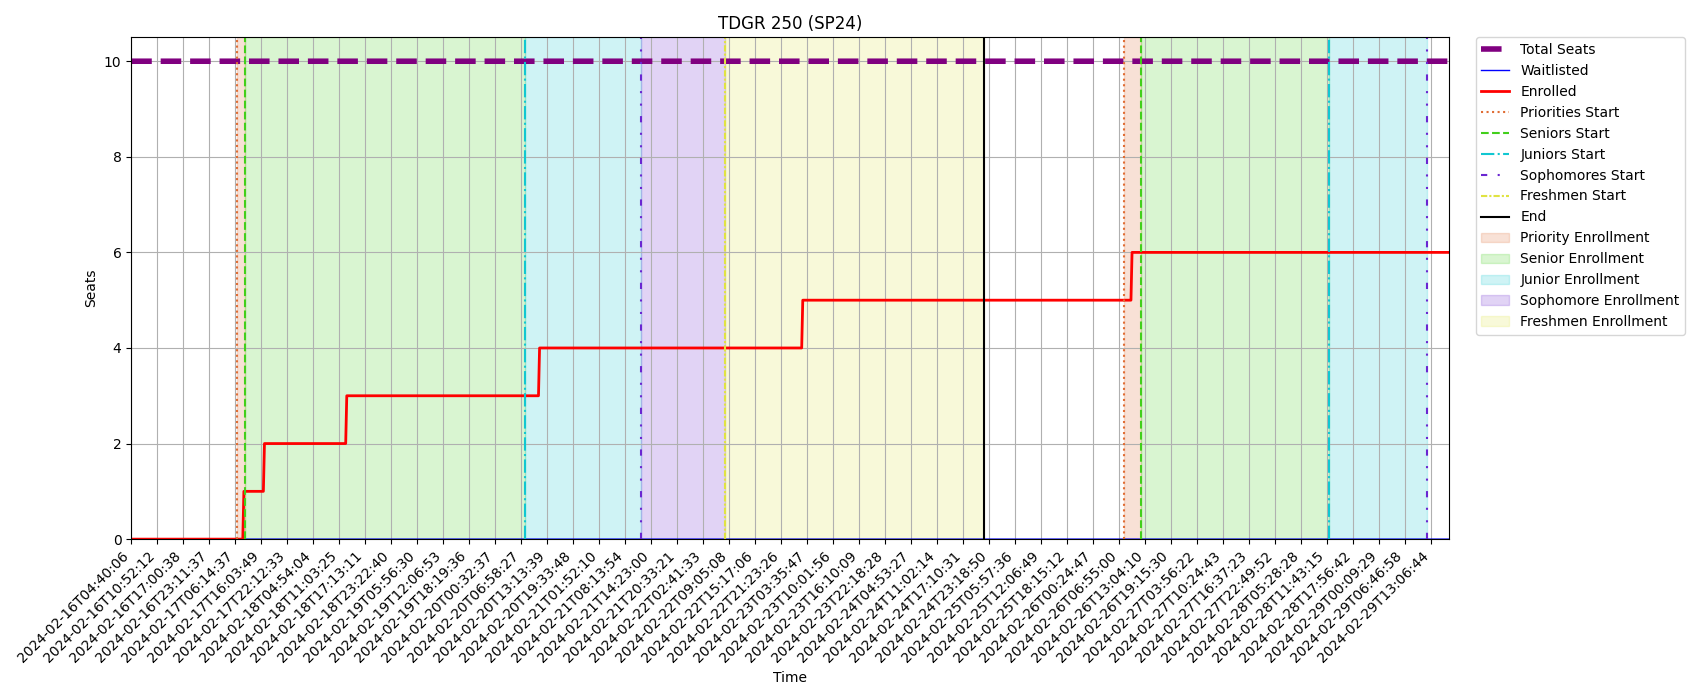 TDGR 250 (SP24)
Seats
10
8
6
4
2
0
2024-02-16T04:40:06
2024-02-16T10:52:12
2024-02-16T17:00:38
2024-02-16T23:11:37
2024-02-17T06:14:37
2024-02-17T16:03:49
2024-02-17T22:12:33
2024-02-18T04:54:04
2024-02-18T11:03:25
2024-02-18T17:13:11
2024-02-18T23:22:40
2024-02-19T05:56:30
2024-02-19T12:06:53
2024-02-19T18:19:36
2024-02-20T00:32:37
2024-02-20T06:58:27
2024-02-20T13:13:39
2024-02-20T19:33:48
2024-02-21T01:52:10
2024-02-21T08:13:54
2024-02-21T14:23:00
2024-02-21T20:33:21
2024-02-22T02:41:33
2024-02-22T09:05:08
2024-02-22T15:17:06
2024-02-22T21:23:26
2024-02-23T03:35:47
2024-02-23T10:01:56
2024-02-23T16:10:09
2024-02-23T22:18:28
2024-02-24T04:53:27
2024-02-24T11:02:14
2024-02-24T17:10:31
2024-02-24T23:18:50
2024-02-25T05:57:36
2024-02-25T12:06:49
2024-02-25T18:15:12
2024-02-26T00:24:47
2024-02-26T06:55:00
2024-02-26T13:04:10
2024-02-26T19:15:30
2024-02-27T03:56:22
2024-02-27T10:24:43
2024-02-27T16:37:23
2024-02-27T22:49:52
2024-02-28T05:28:28
2024-02-28T11:43:15
2024-02-28T17:56:42
2024-02-29T00:09:29
2024-02-29T06:46:58
2024-02-29T13:06:44
Time
Total Seats
Waitlisted
Enrolled
Priorities Start
Seniors Start
Juniors Start
Sophomores Start
Freshmen Start
End
Priority Enrollment
Senior Enrollment
Junior Enrollment
Sophomore Enrollment
Freshmen Enrollment